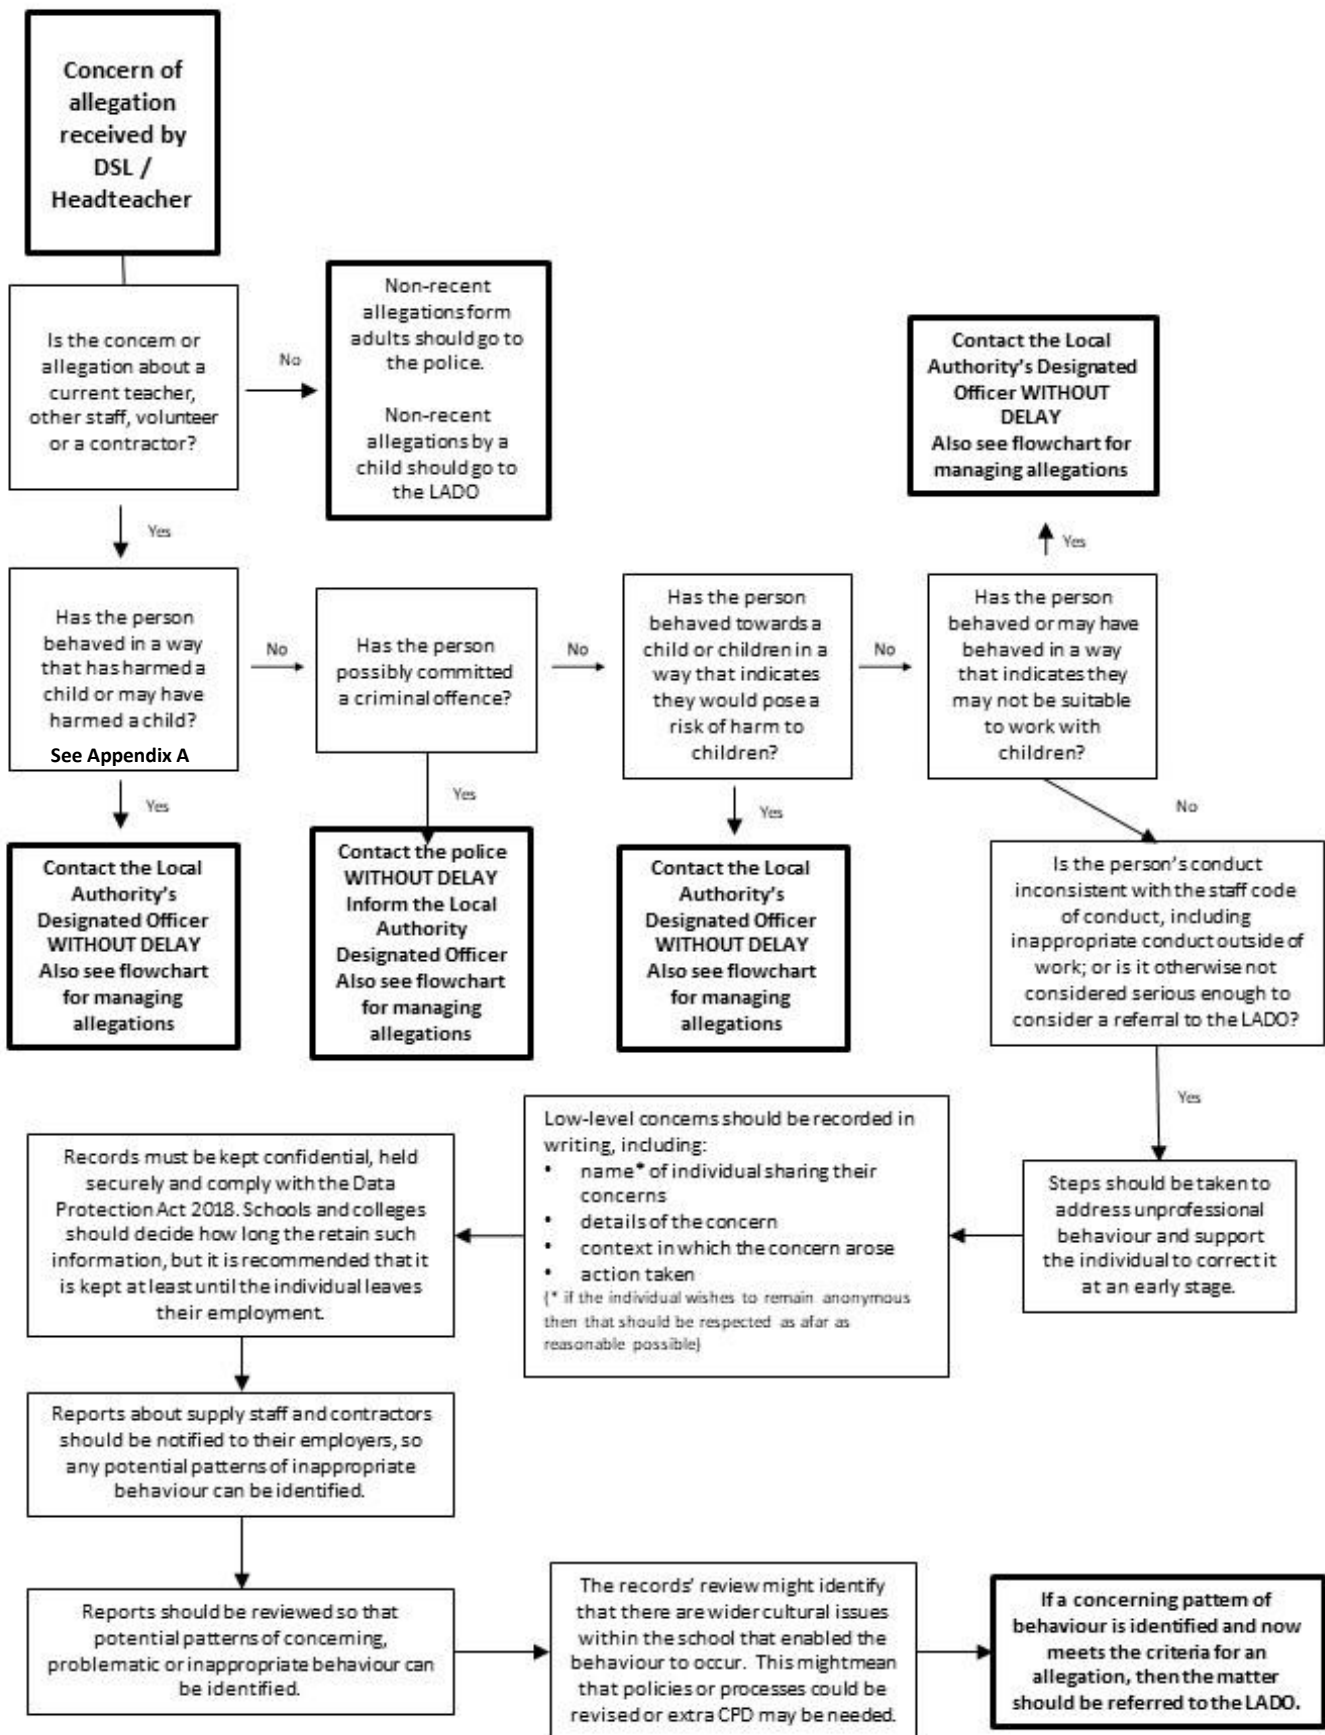 Concern of
allegation
received by
DSL /
Headteacher
Is the concern or
allegation about a
current teacher,
other staff, volunteer
or a contractor?
No
Non-recent
allegations form
adults should go to
the police.
Non-recent
allegations by a
child should go to
the LADO
Yes
Contact the Local
Authority's Designated
Officer WITHOUT
DELAY
Also see flowchart for
managing allegations
Yes
Has the person
behaved in a way
that has harmed a
child or may have
harmed a child?
See Appendix A
No
Has the person
possibly committed
a criminal offence?
No
Has the person
behaved towards a
child or children in a
way that indicates
they would pose a
risk of harm to
children?
No
Has the person
behaved or may have
behaved in a way
that indicates they
may not be suitable
to work with
children?
Yes
Yes
Yes
No
Contact the Local
Authority's
Designated Officer
WITHOUT DELAY
Also see flowchart
for managing
allegations
Contact the police
WITHOUT DELAY
Inform the Local
Authority
Designated Officer
Also see flowchart
for managing
allegations
Contact the Local
Authority's
Designated Officer
WITHOUT DELAY
Also see flowchart
for managing
allegations
Is the person's conduct
inconsistent with the staff code
of conduct, including
inappropriate conduct outside of
work; or is it otherwise not
considered serious enough to
consider a referral to the LADO?
Yes
Steps should be taken to
address unprofessional
behaviour and support
the individual to correct it
at an early stage.
Low-level concerns should be recorded in
writing, including:
• name* of individual sharing their
concerns
• details of the concern
• context in which the concern arose
• action taken
(* if the individual wishes to remain anonymous
then that should be respected as afar as
reasonable possible)
Records must be kept confidential, held
securely and comply with the Data
Protection Act 2018. Schools and colleges
should decide how long the retain such
information, but it is recommended that it
is kept at least until the individual leaves
their employment.
Reports about supply staff and contractors
should be notified to their employers, so
any potential patterns of inappropriate
behaviour can be identified.
Reports should be reviewed so that
potential patterns of concerning,
problematic or inappropriate behaviour can
be identified.
The records' review might identify
that there are wider cultural issues
within the school that enabled the
behaviour to occur. This might mean
that policies or processes could be
revised or extra CPD may be needed.
If a concerning pattern of
behaviour is identified and now
meets the criteria for an
allegation, then the matter
should be referred to the LADO.